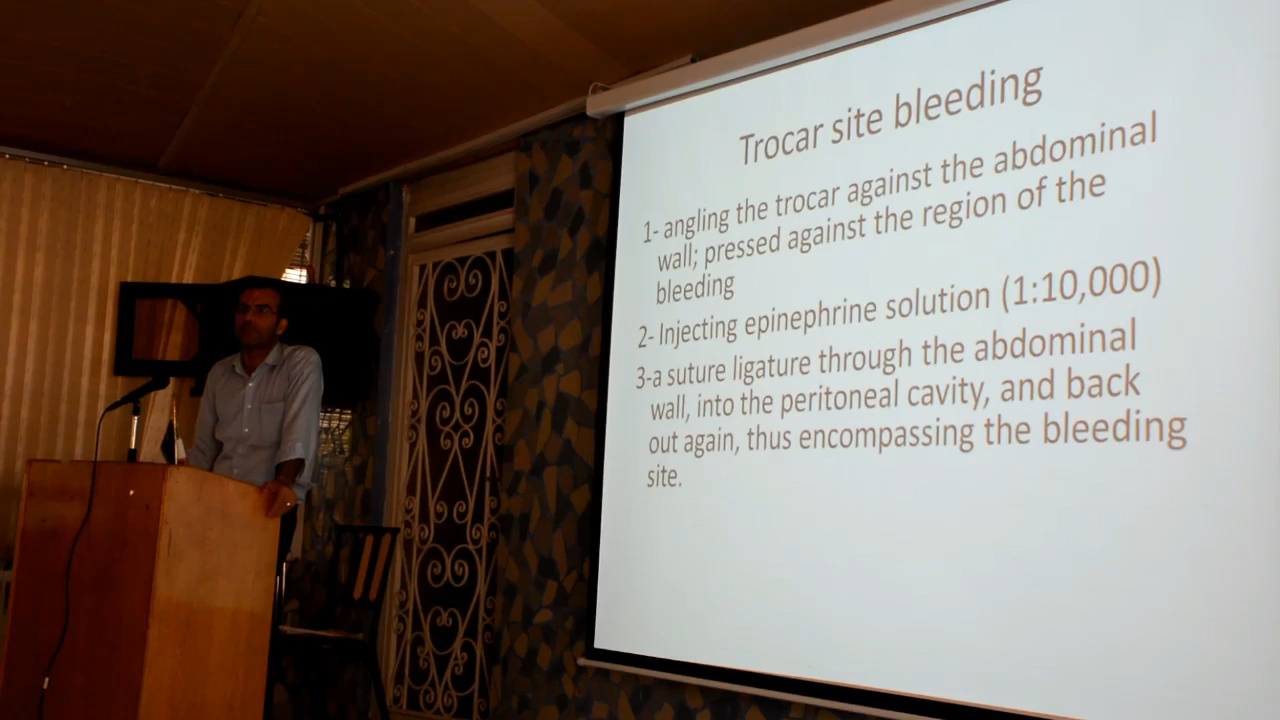 Trocar site bleeding
1- angling the trocar against the abdominal
wall; pressed against the region of the
bleeding
2- Injecting epinephrine solution (1:10,000)
3-a suture ligature through the abdominal
wall, into the peritoneal cavity, and back
out again, thus encompassing the bleeding
site.